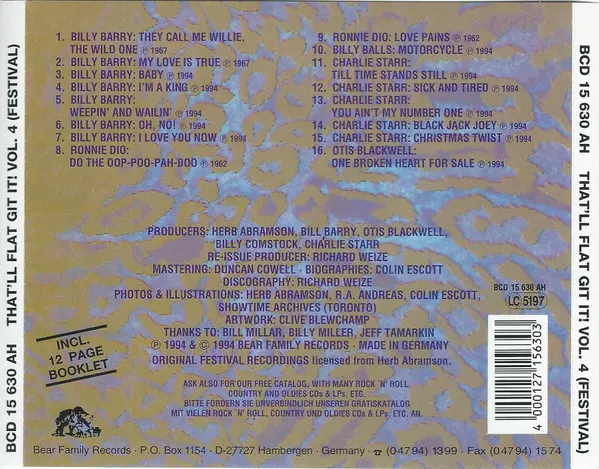 BCD 15 630 AH THAT'LL FLAT GIT IT! VOL. 4 (FESTIVAL)
1. BILLY BARRY: THEY CALL ME WILLIE,
THE WILD ONE ℗ 1967
2. BILLY BARRY: MY LOVE IS TRUE ℗ 1967
3. BILLY BARRY: BABY ℗ 1994
4. BILLY BARRY: I'M A KING ℗ 1994
5. BILLY BARRY:
WEEPIN' AND WAILIN' ℗ 1994
6. BILLY BARRY: OH, NO! ℗ 1994
7. BILLY BARRY: I LOVE YOU NOW ℗ 1994
8. RONNIE DIO:
DO THE OOP-POO-PAH-DOO ℗ 1962
9. RONNIE DIO: LOVE PAINS ℗ 1962
10. BILLY BALLS: MOTORCYCLE ℗ 1994
11. CHARLIE STARR:
TILL TIME STANDS STILL ℗ 1994
12. CHARLIE STARR: SICK AND TIRED ℗ 1994
13. CHARLIE STARR:
YOU AIN'T MY NUMBER ONE ℗ 1994
14. CHARLIE STARR: BLACK JACK JOEY ℗ 1994
15. CHARLIE STARR: CHRISTMAS TWIST ℗ 1994
16. OTIS BLACKWELL:
ONE BROKEN HEART FOR SALE ℗ 1994
PRODUCERS: HERB ABRAMSON, BILL BARRY, OTIS BLACKWELL,
BILLY COMSTOCK, CHARLIE STARR
RE-ISSUE PRODUCER: RICHARD WEIZE
MASTERING: DUNCAN COWELL · BIOGRAPHIES: COLIN ESCOTT
DISCOGRAPHY: RICHARD WEIZE
PHOTOS & ILLUSTRATIONS: HERB ABRAMSON, R.A. ANDREAS, COLIN ESCOTT,
SHOWTIME ARCHIVES (TORONTO)
ARTWORK: CLIVE BLEWCHAMP
THANKS TO: BILL MILLAR, BILLY MILLER, JEFF TAMARKIN
℗ 1994 & © 1994 BEAR FAMILY RECORDS · MADE IN GERMANY
ORIGINAL FESTIVAL RECORDINGS licensed from Herb Abramson.
ASK ALSO FOR OUR FREE CATALOG, WITH MANY ROCK 'N' ROLL,
COUNTRY AND OLDIES CDs & LPs, ETC.
BITTE FORDERN SIE UNVERBINDLICH UNSEREN GRATISKATALOG
MIT VIELEN ROCK 'N' ROLL, COUNTRY UND OLDIES CDs & LPs, ETC. AN.
INCL.
12 PAGE
BOOKLET
BCD 15 630 AH
LC 5197
4 000127 156303
Bear Family Records · P.O. Box 1154 · D-27727 Hambergen · Germany · ☎ (04794) 1399 · Fax (04794) 1574
BCD 15 630 AH THAT'LL FLAT GIT IT! VOL. 4 (FESTIVAL)